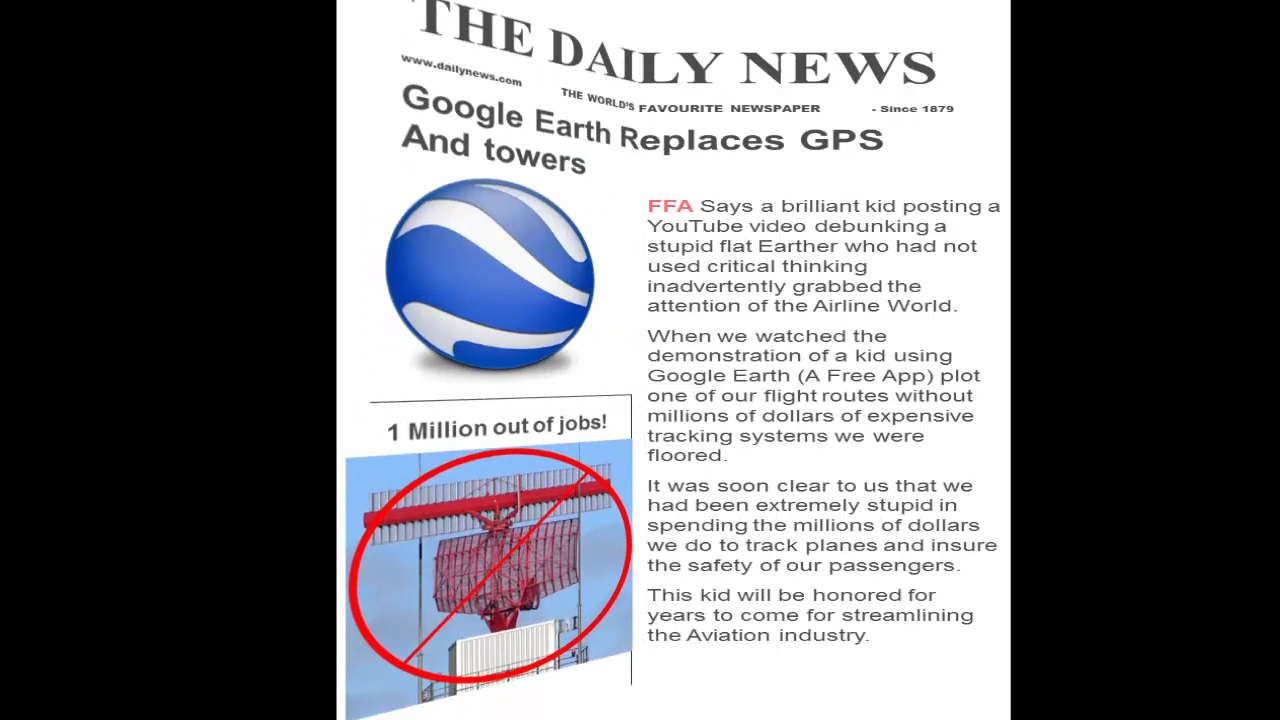 THE DAILY NEWS
www.dailynews.com
THE WORLD'S FAVOURITE NEWSPAPER
- Since 1879
Google Earth Replaces GPS
And towers
FFA Says a brilliant kid posting a
YouTube video debunking a
stupid flat Earther who had not
used critical thinking
inadvertently grabbed the
attention of the Airline World.
When we watched the
demonstration of a kid using
Google Earth (A Free App) plot
one of our flight routes without
millions of dollars of expensive
tracking systems we were
floored.
It was soon clear to us that we
had been extremely stupid in
spending the millions of dollars
we do to track planes and insure
the safety of our passengers.
This kid will be honored for
years to come for streamlining
the Aviation industry.
1 Million out of jobs!